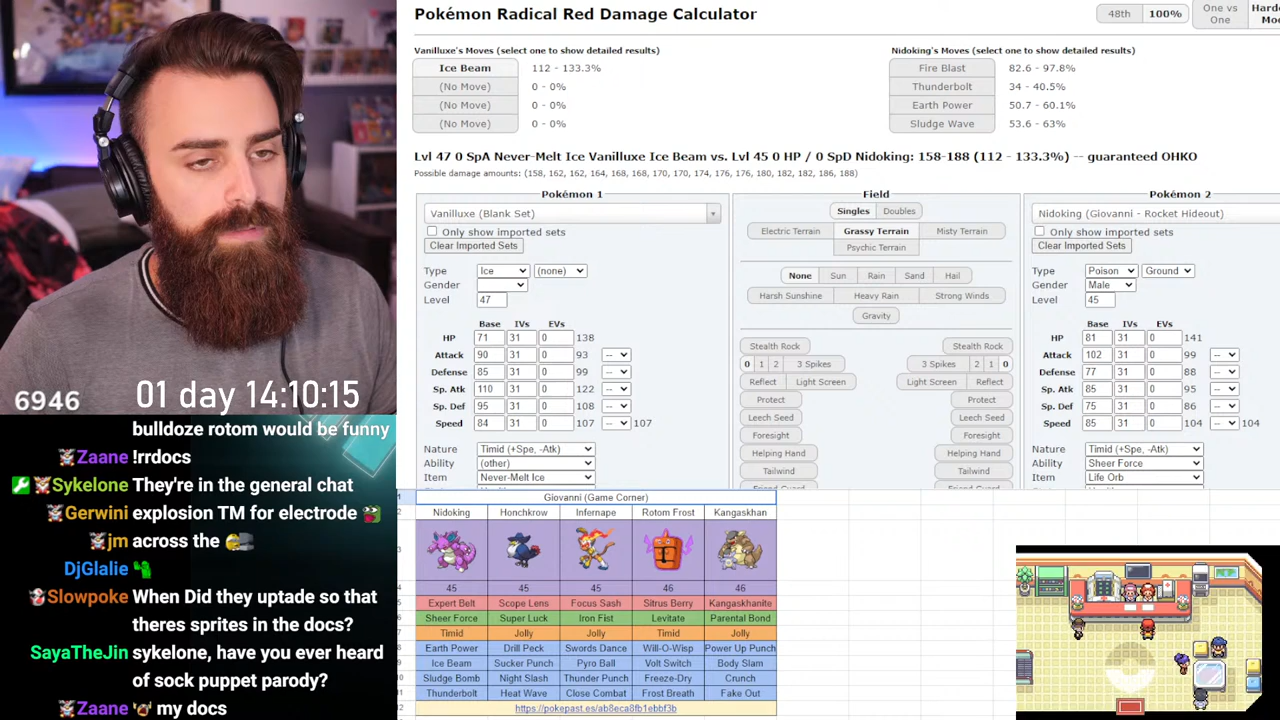 Pokémon Radical Red Damage Calculator
48th 100% One vs One
Vanilluxe's Moves (select one to show detailed results)
Ice Beam 112 - 133.3%
(No Move) 0 - 0%
(No Move) 0 - 0%
(No Move) 0 - 0%
Nidoking's Moves (select one to show detailed results)
Fire Blast 82.6 - 97.8%
Thunderbolt 34 - 40.5%
Earth Power 50.7 - 60.1%
Sludge Wave 53.6 - 63%
Lvl 47 0 SpA Never-Melt Ice Vanilluxe Ice Beam vs. Lvl 45 0 HP / 0 SpD Nidoking: 158-188 (112 - 133.3%) -- guaranteed OHKO
Possible damage amounts: (158, 162, 162, 164, 168, 168, 170, 170, 174, 176, 176, 180, 182, 182, 186, 188)
Pokémon 1
Vanilluxe (Blank Set)
Only show imported sets
Clear Imported Sets
Type Ice (none)
Gender
Level 47
Base IVs EVs
HP 71 31 0 138
Attack 90 31 0 93 --
Defense 85 31 0 99 --
Sp. Atk 110 31 0 122 --
Sp. Def 95 31 0 108 --
Speed 84 31 0 107 -- 107
Nature Timid (+Spe, -Atk)
Ability (other)
Item Never-Melt Ice
Field
Singles Doubles
Electric Terrain Grassy Terrain Misty Terrain
Psychic Terrain
None Sun Rain Sand Hail
Harsh Sunshine Heavy Rain Strong Winds
Gravity
Stealth Rock Stealth Rock
0 1 2 3 Spikes 3 Spikes 2 1 0
Reflect Light Screen Light Screen Reflect
Protect Protect
Leech Seed Leech Seed
Foresight Foresight
Helping Hand Helping Hand
Tailwind Tailwind
Pokémon 2
Nidoking (Giovanni - Rocket Hideout)
Only show imported sets
Clear Imported Sets
Type Poison Ground
Gender Male
Level 45
Base IVs EVs
HP 81 31 0 141
Attack 102 31 0 99 --
Defense 77 31 0 88 --
Sp. Atk 85 31 0 95 --
Sp. Def 75 31 0 86 --
Speed 85 31 0 104 -- 104
Nature Timid (+Spe, -Atk)
Ability Sheer Force
Item Life Orb
6946 01 day 14:10:15
bulldoze rotom would be funny
Zaane !rrdocs
Sykelone They're in the general chat
Gerwini explosion TM for electrode
jm across the
DjGlalie
Slowpoke When Did they uptade so that
theres sprites in the docs?
SayaTheJin sykelone, have you ever heard
of sock puppet parody?
Zaane my docs
Giovanni (Game Corner)
Nidoking Honchkrow Infernape Rotom Frost Kangaskhan
45 45 45 46 46
Expert Belt Scope Lens Focus Sash Sitrus Berry Kangaskhanite
Sheer Force Super Luck Iron Fist Levitate Parental Bond
Timid Jolly Jolly Timid Jolly
Earth Power Drill Peck Swords Dance Will-O-Wisp Power Up Punch
Ice Beam Sucker Punch Pyro Ball Volt Switch Body Slam
Sludge Bomb Night Slash Thunder Punch Freeze-Dry Crunch
Thunderbolt Heat Wave Close Combat Frost Breath Fake Out
https://pokepast.es/ab8eca8fb1ebbf3b